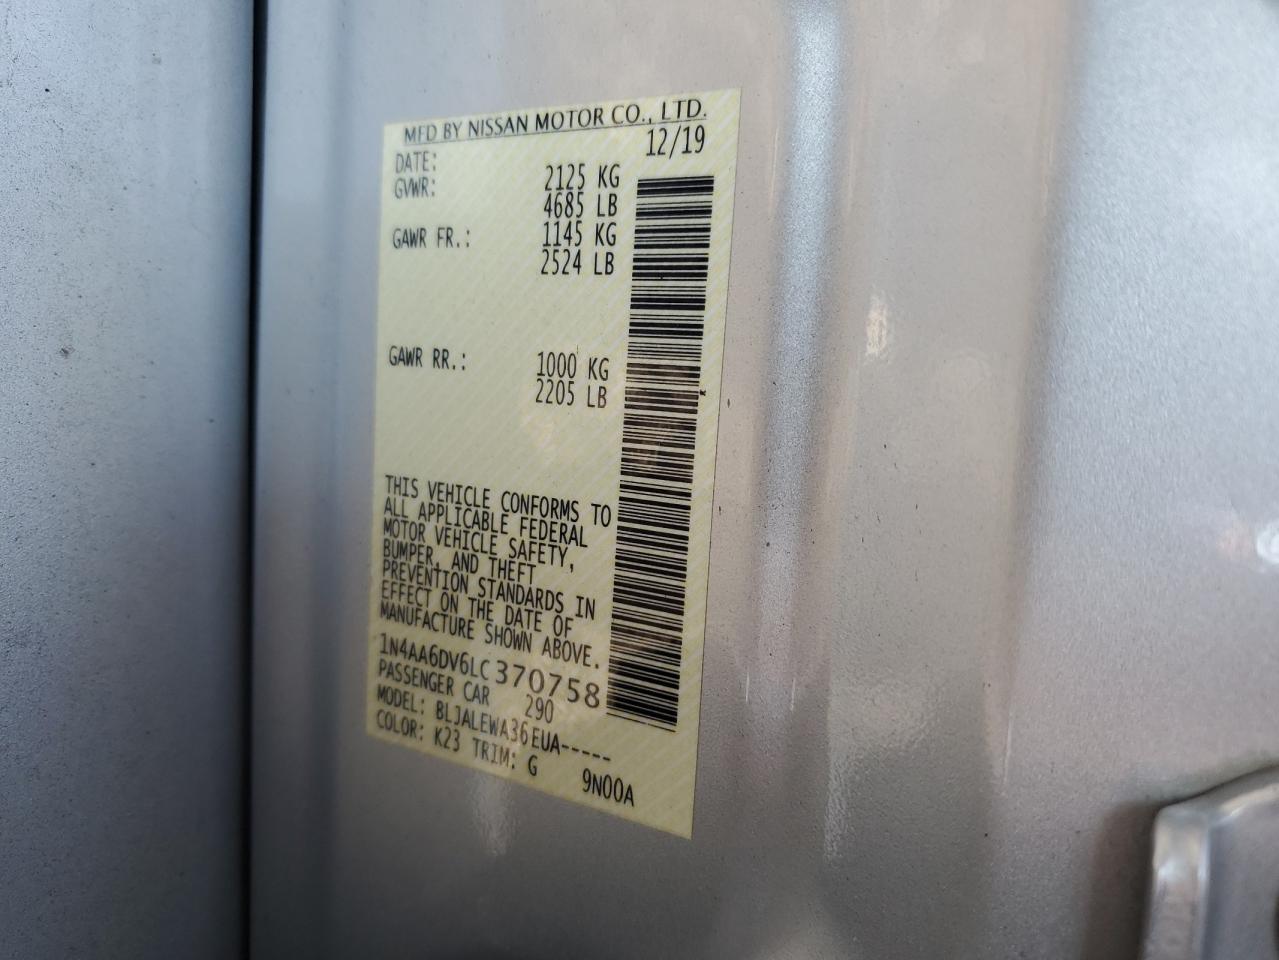 MFD BY NISSAN MOTOR CO., LTD.
DATE: 12/19
GVWR: 2125 KG
4685 LB
GAWR FR.: 1145 KG
2524 LB
GAWR RR.: 1000 KG
2205 LB
THIS VEHICLE CONFORMS TO
ALL APPLICABLE FEDERAL
MOTOR VEHICLE SAFETY,
BUMPER, AND THEFT
PREVENTION STANDARDS IN
EFFECT ON THE DATE OF
MANUFACTURE SHOWN ABOVE.
1N4AA6DV6LC370758
PASSENGER CAR 290
MODEL: BLJALEWA36EUA-----
COLOR: K23 TRIM: G 9N00A